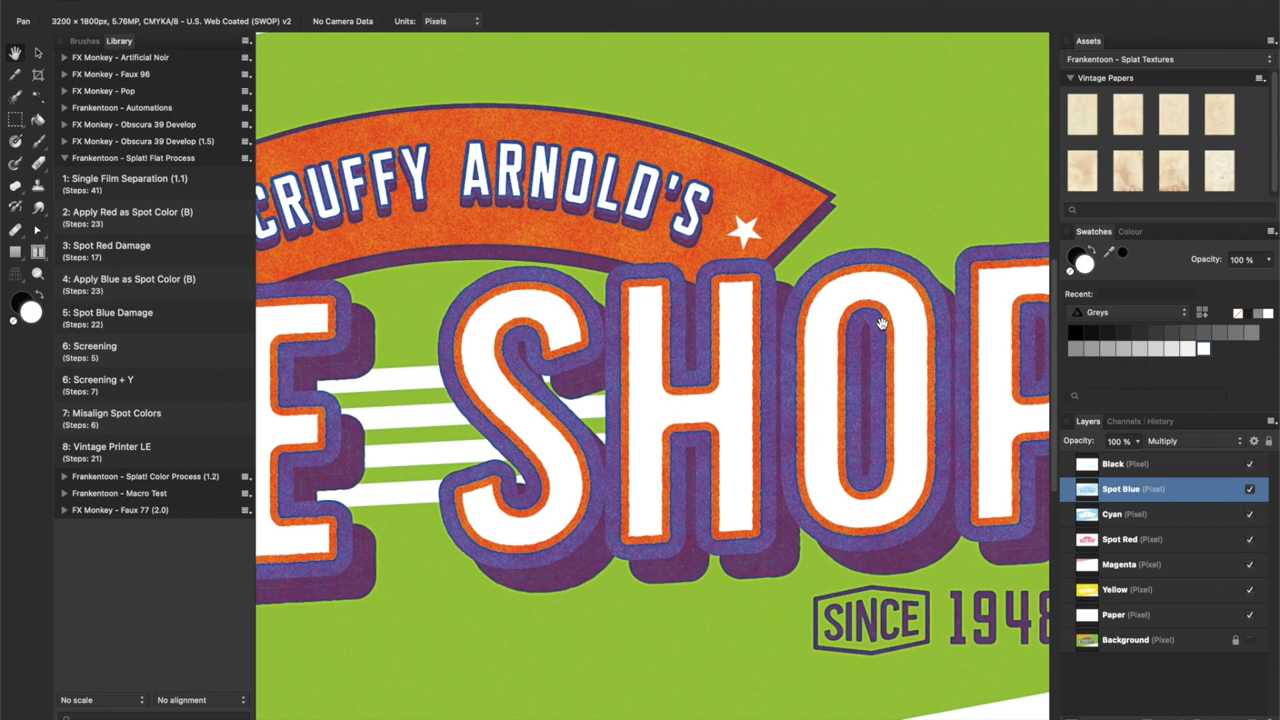 Pan
3200 × 1800px, 5.76MP, CMYKA/8 - U.S. Web Coated (SWOP) v2
No Camera Data
Units: Pixels
Brushes Library
FX Monkey - Artificial Noir
FX Monkey - Faux 96
FX Monkey - Pop
Frankentoon - Automations
FX Monkey - Obscura 39 Develop
FX Monkey - Obscura 39 Develop (1.5)
Frankentoon - Splat! Flat Process
1: Single Film Separation (1.1)
(Steps: 41)
2: Apply Red as Spot Color (B)
(Steps: 23)
3: Spot Red Damage
(Steps: 17)
4: Apply Blue as Spot Color (B)
(Steps: 23)
5: Spot Blue Damage
(Steps: 22)
6: Screening
(Steps: 5)
6: Screening + Y
(Steps: 7)
7: Misalign Spot Colors
(Steps: 6)
8: Vintage Printer LE
(Steps: 21)
Frankentoon - Splat! Color Process (1.2)
Frankentoon - Macro Test
FX Monkey - Faux 77 (2.0)
No scale
No alignment
CRUFFY ARNOLD'S
E SHOP
SINCE 1948
Assets
Frankentoon - Splat Textures
Vintage Papers
Swatches Colour
Opacity: 100 %
Recent:
Greys
Layers Channels History
Opacity: 100 % Multiply
Black (Pixel)
Spot Blue (Pixel)
Cyan (Pixel)
Spot Red (Pixel)
Magenta (Pixel)
Yellow (Pixel)
Paper (Pixel)
Background (Pixel)